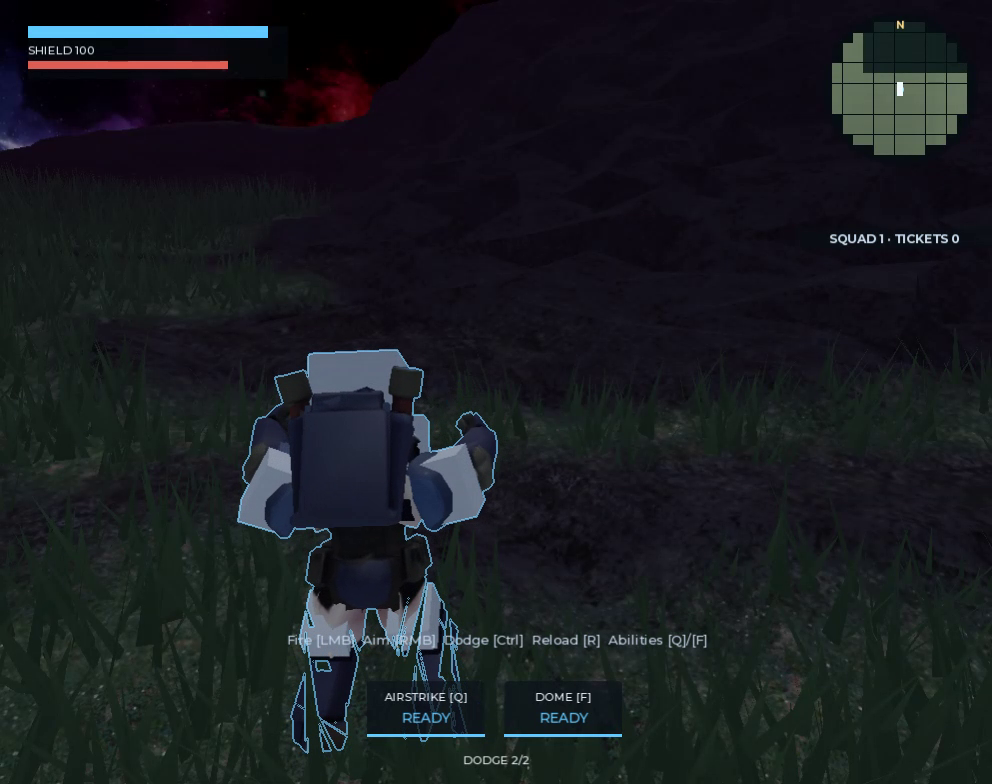 N
SHIELD 100
SQUAD 1 · TICKETS 0
Fire [LMB] Aim [RMB] Dodge [Ctrl] Reload [R] Abilities [Q]/[F]
AIRSTRIKE [Q] DOME [F]
READY READY
DODGE 2/2